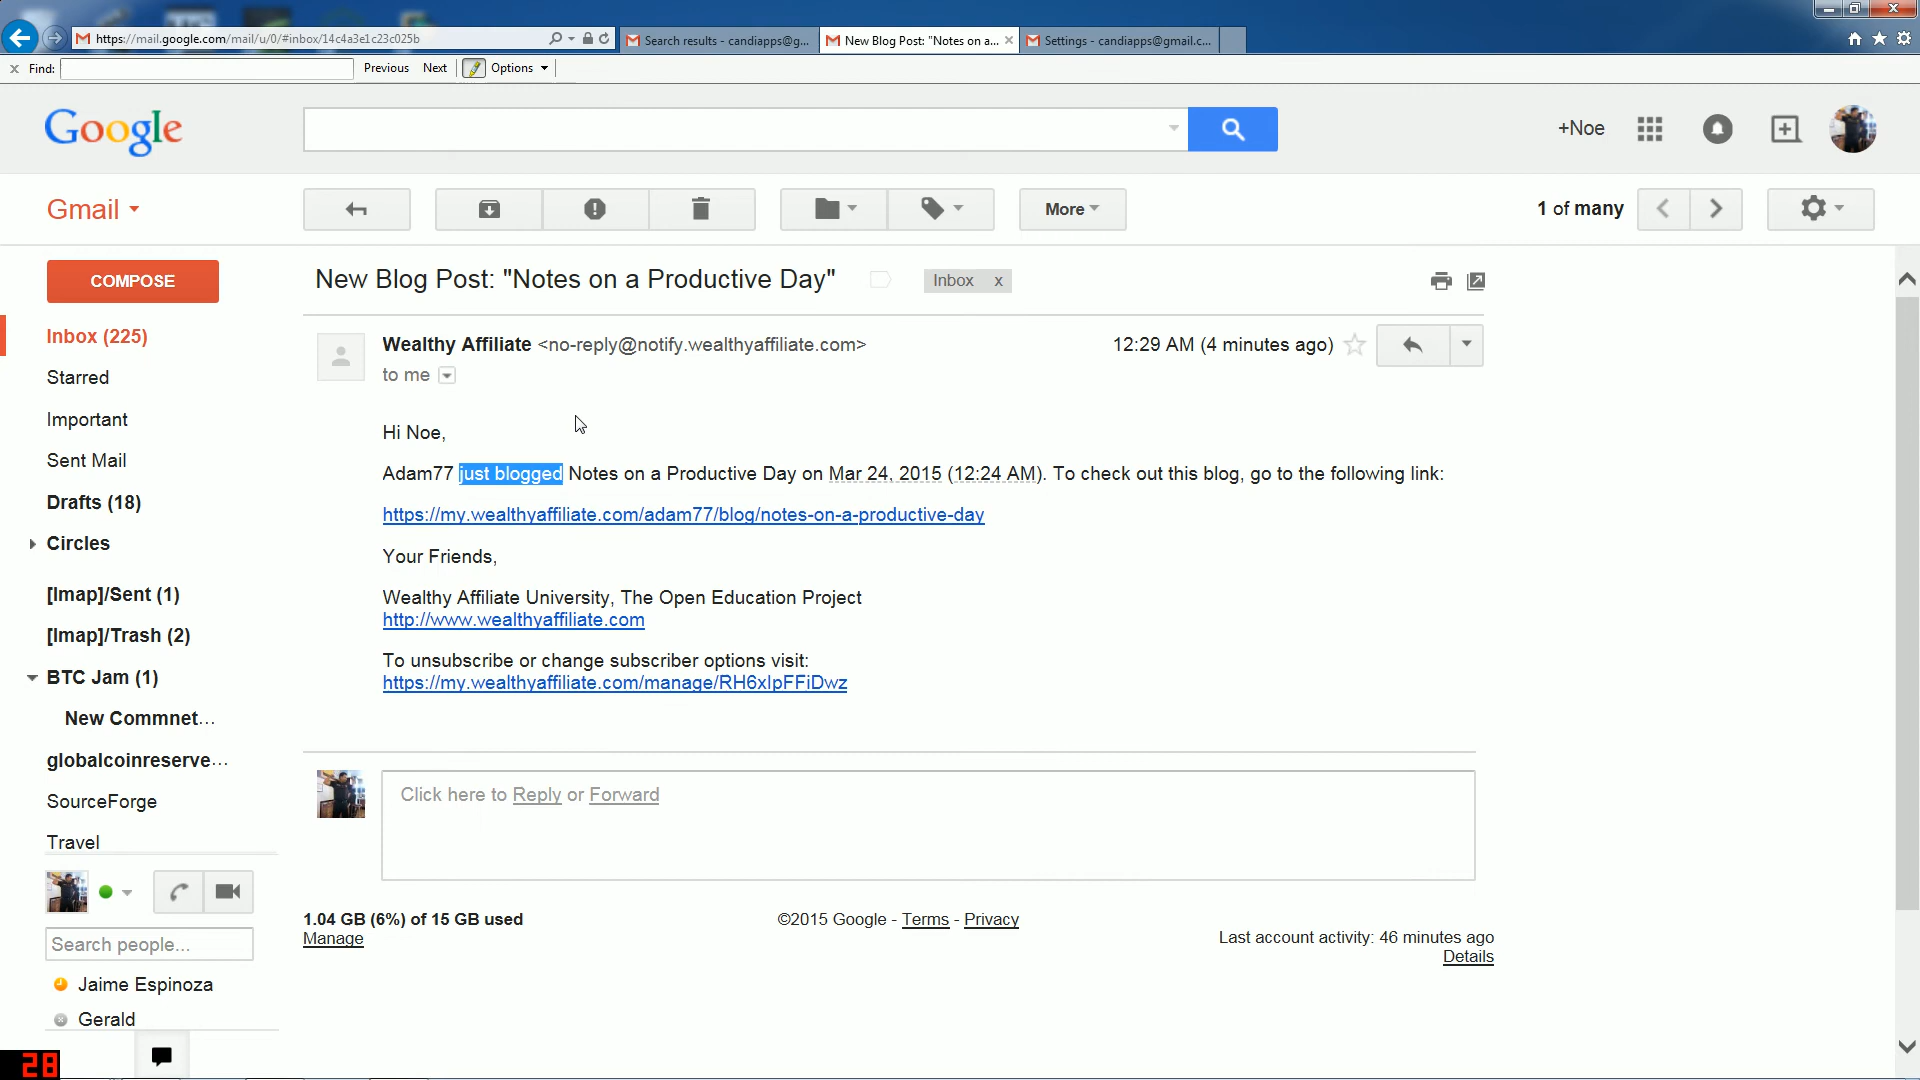 https://mail.google.com/mail/u/0/#inbox/14c4a3e1c23c025b
Search results - candiapps@g...
New Blog Post: "Notes on a...
Settings - candiapps@gmail.c...
x Find: Previous Next Options
Google
+Noe
Gmail
More
1 of many
COMPOSE
Inbox (225)
Starred
Important
Sent Mail
Drafts (18)
Circles
[Imap]/Sent (1)
[Imap]/Trash (2)
BTC Jam (1)
New Commnet...
globalcoinreserve...
SourceForge
Travel
Search people...
Jaime Espinoza
Gerald
28
New Blog Post: "Notes on a Productive Day"
Inbox x
Wealthy Affiliate <no-reply@notify.wealthyaffiliate.com>
12:29 AM (4 minutes ago)
to me
Hi Noe,
Adam77 just blogged Notes on a Productive Day on Mar 24, 2015 (12:24 AM). To check out this blog, go to the following link:
https://my.wealthyaffiliate.com/adam77/blog/notes-on-a-productive-day
Your Friends,
Wealthy Affiliate University, The Open Education Project
http://www.wealthyaffiliate.com
To unsubscribe or change subscriber options visit:
https://my.wealthyaffiliate.com/manage/RH6xIpFFiDwz
Click here to Reply or Forward
1.04 GB (6%) of 15 GB used
Manage
©2015 Google - Terms - Privacy
Last account activity: 46 minutes ago
Details